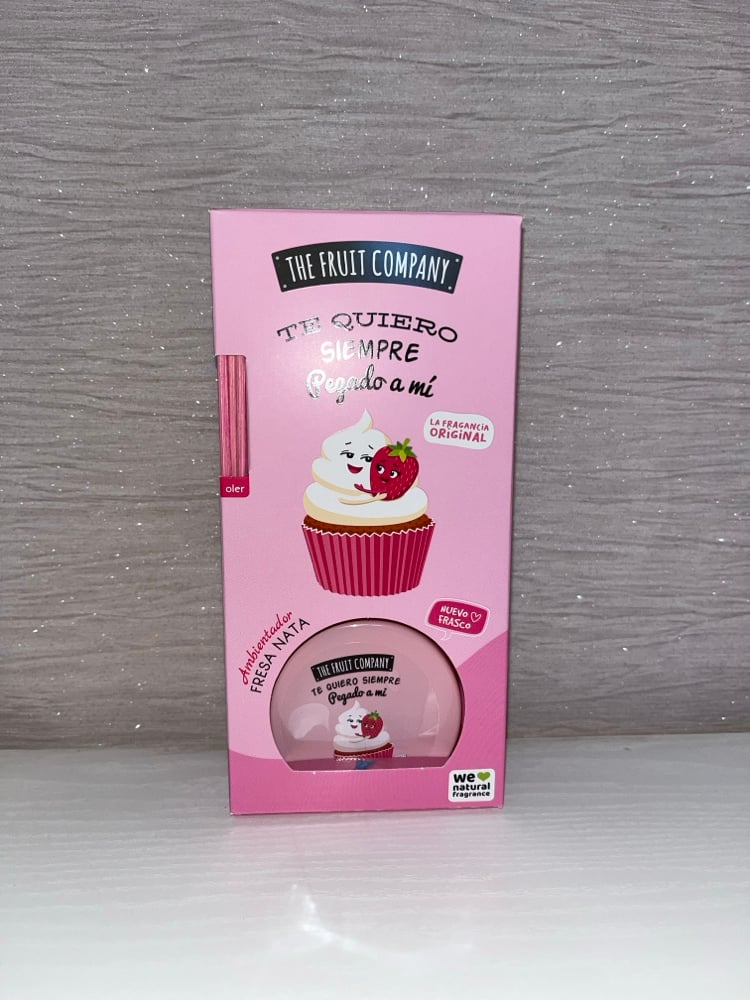 THE FRUIT COMPANY
TE QUIERO
SIEMPRE
Pegado a mí
LA FRAGANCIA
ORIGINAL
oler
NUEVO
FRASCO
Ambientador
FRESA NATA
THE FRUIT COMPANY
TE QUIERO SIEMPRE
Pegado a mí
we
natural
fragrance